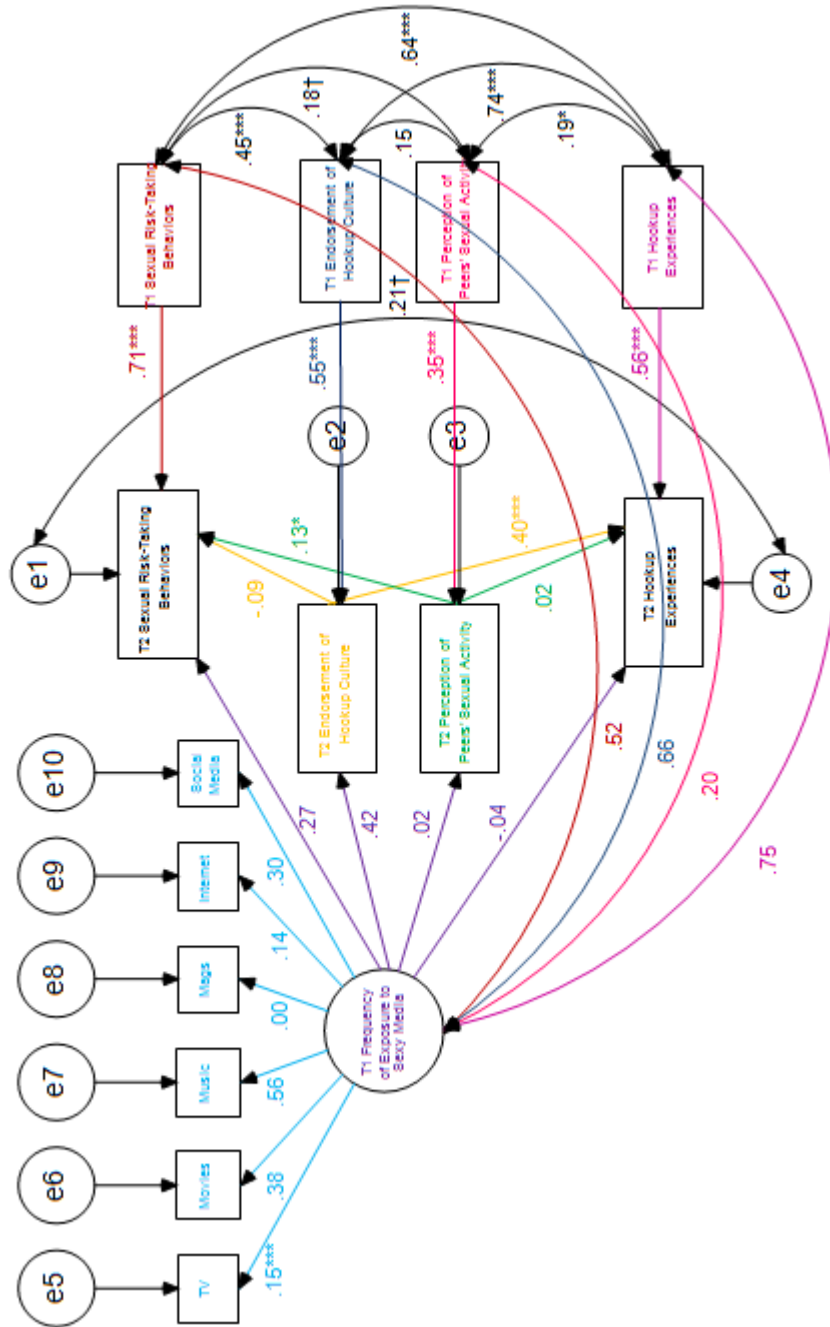 e5
e6
e7
e8
e9
e10
TV
Movies
Music
Mags
Internet
Social
Media
.15***
.38
.56
.00
.14
.30
T1 Frequency
of Exposure to
Sexy Media
.27
.42
.02
-.04
e1
T2 Sexual Risk-Taking
Behaviors
T2 Endorsement of
Hookup Culture
T2 Perception of
Peers' Sexual Activity
T2 Hookup
Experiences
e4
-.09
.13*
.40***
.02
e2
e3
.71***
.55***
.35***
.56***
.21†
T1 Sexual Risk-Taking
Behaviors
T1 Endorsement of
Hookup Culture
T1 Perception of
Peers' Sexual Activity
T1 Hookup
Experiences
.52
.66
.20
.75
.45***
.18†
.64***
.15
.74***
.19*